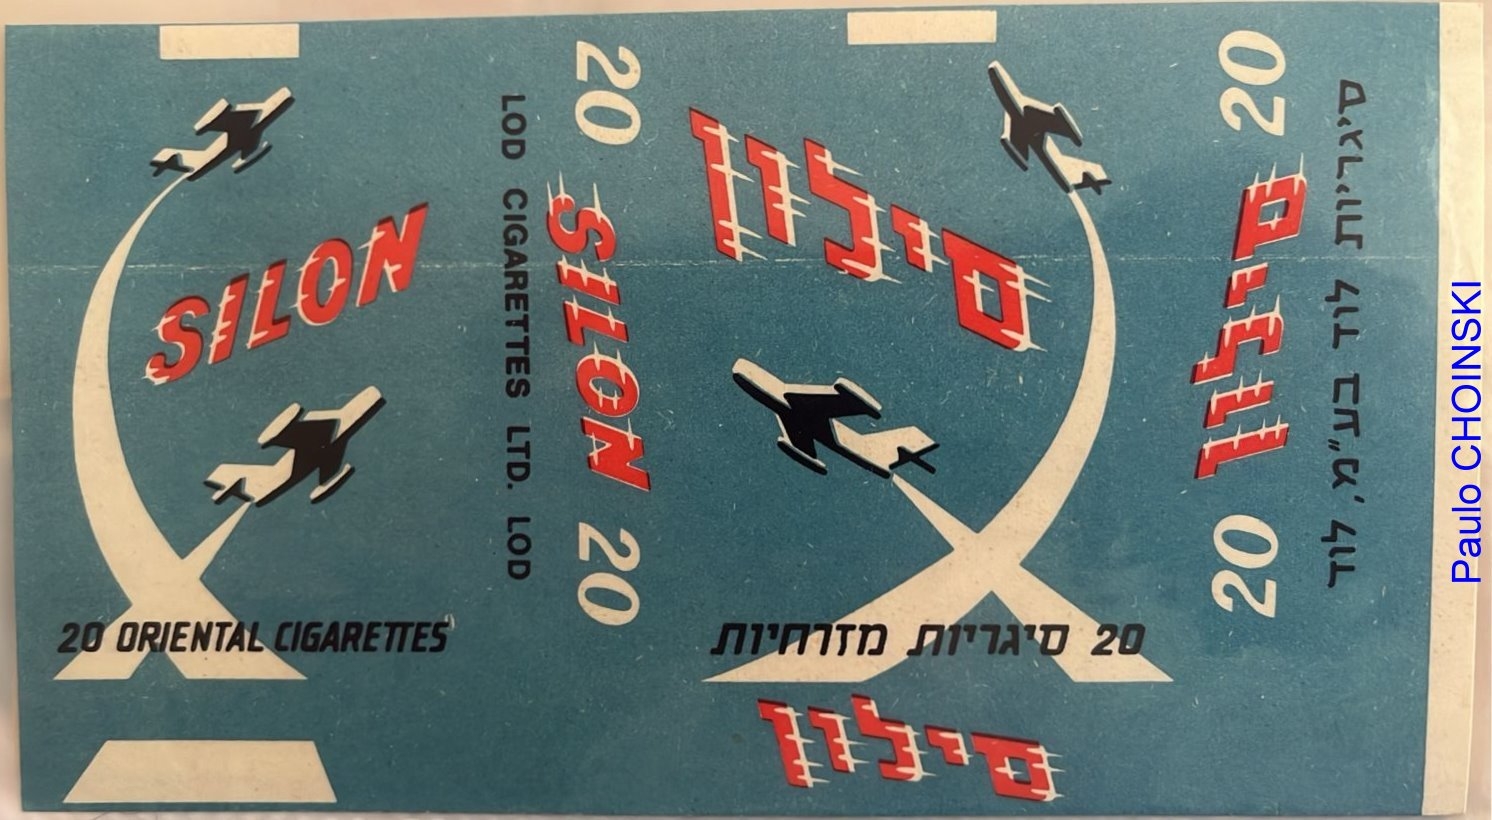 SILON
20 ORIENTAL CIGARETTES
LOD CIGARETTES LTD. LOD
20 SILON 20
סילון
20 סיגריות מזרחיות
סילון
20 סילון 20
סיגריות לוד בע"מ, לוד
Paulo CHOINSKI